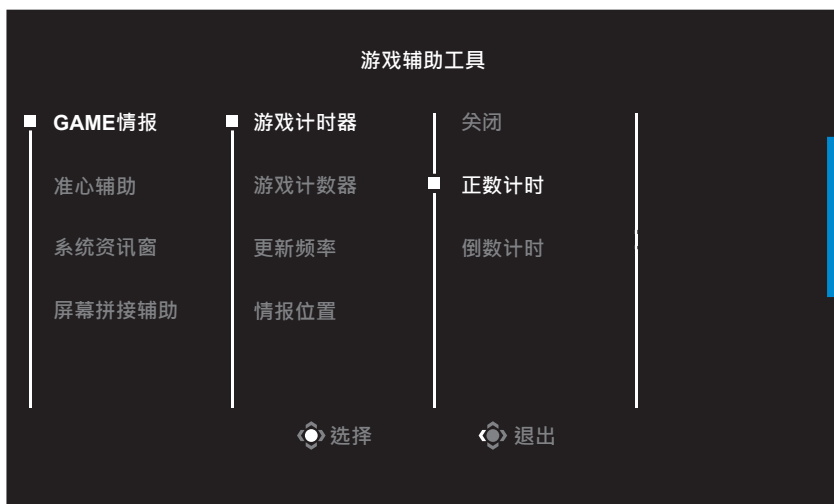 游戏辅助工具
GAME情报 游戏计时器 关闭
准心辅助 游戏计数器 正数计时
系统资讯窗 更新频率 倒数计时
屏幕拼接辅助 情报位置
选择 退出